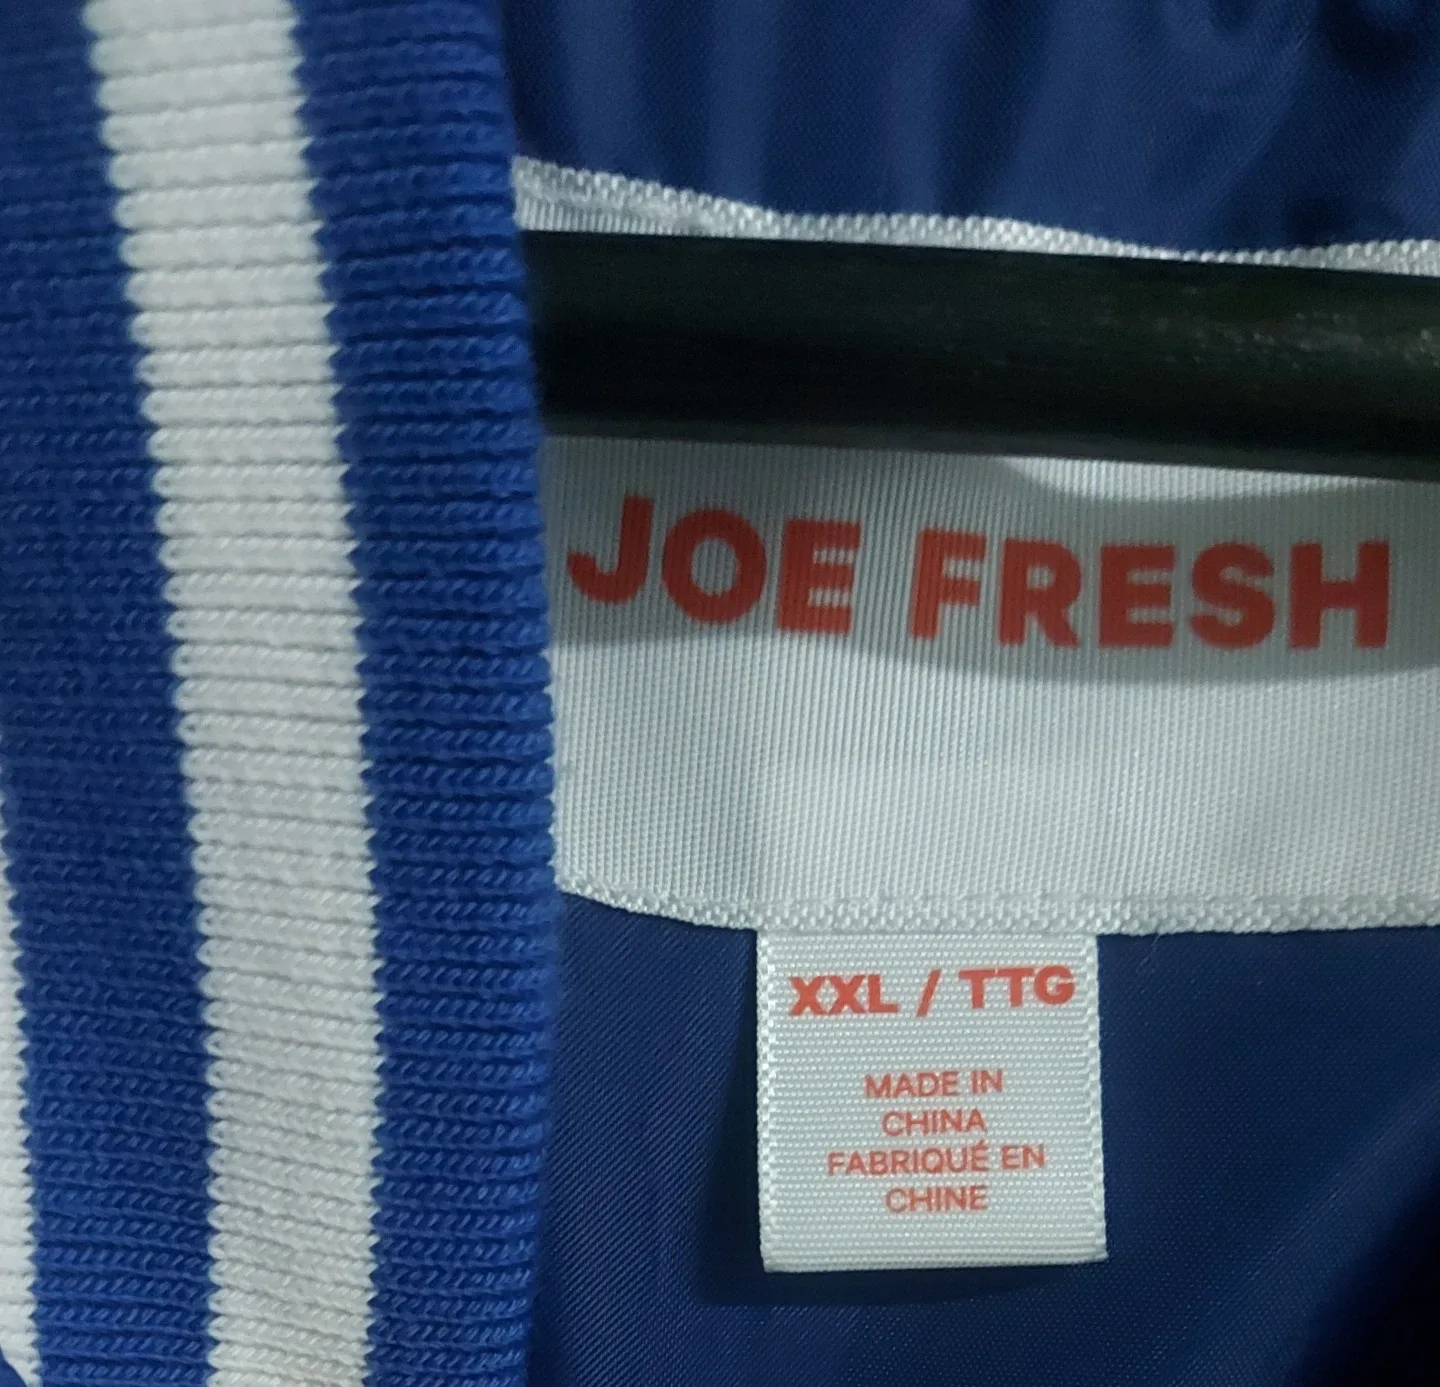 JOE FRESH
XXL / TTG
MADE IN
CHINA
FABRIQUÉ EN
CHINE